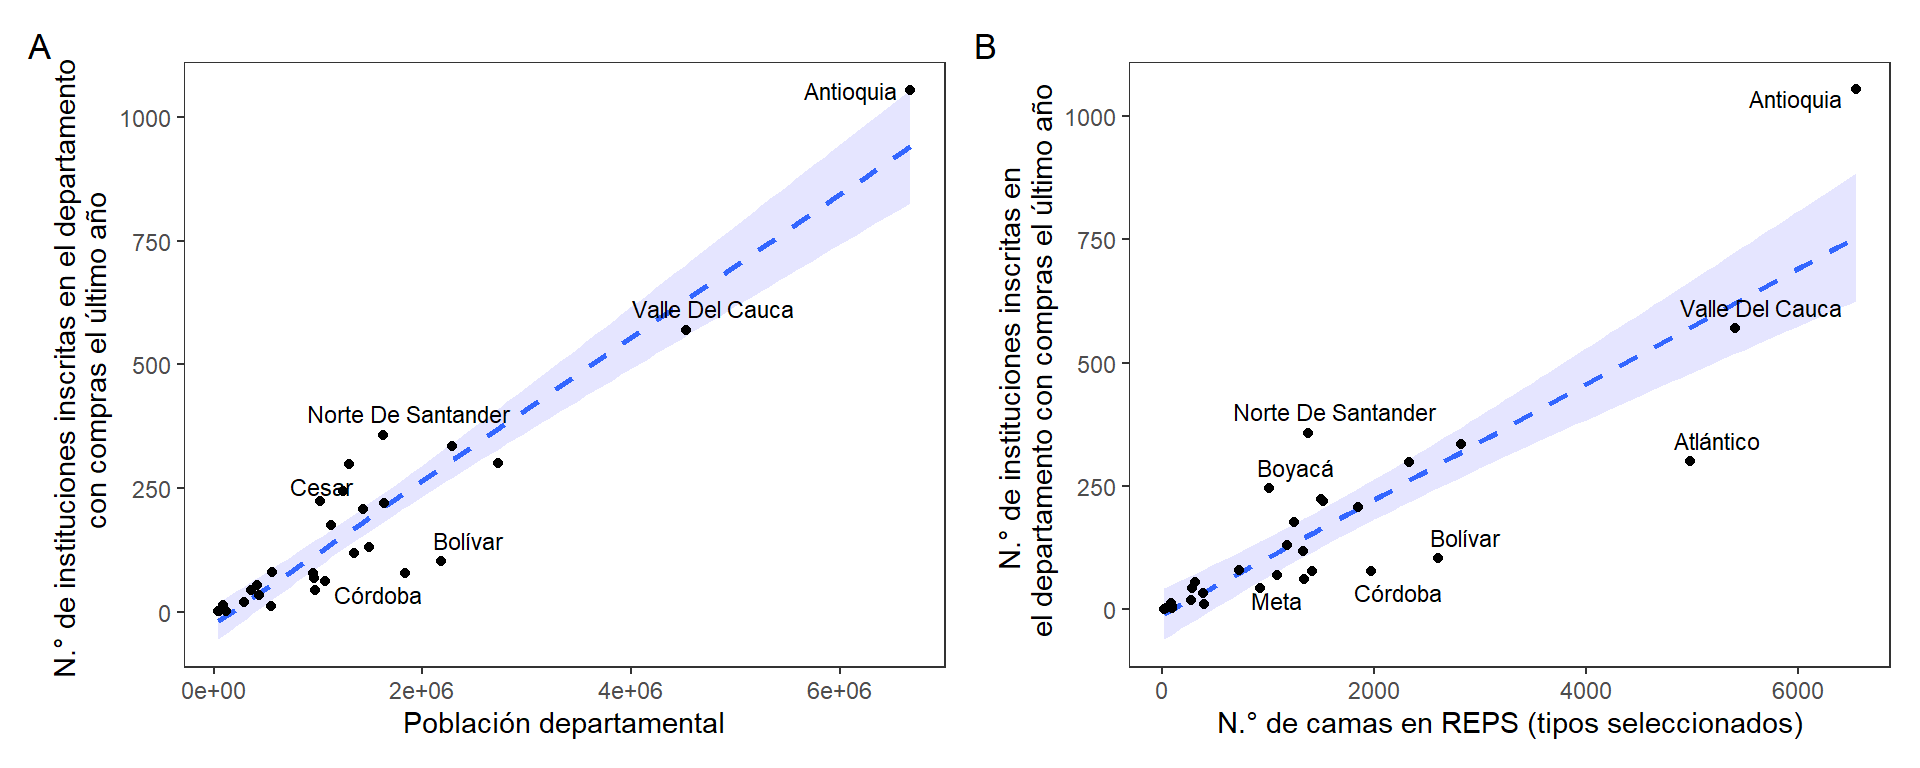 A
N.° de instituciones inscritas en el departamento
con compras el último año
1000
750
500
250
0
Antioquia
Valle Del Cauca
Norte De Santander
Cesar
Bolívar
Córdoba
0e+00
2e+06
4e+06
6e+06
Población departamental
B
N.° de instituciones inscritas en
el departamento con compras el último año
1000
750
500
250
0
Antioquia
Valle Del Cauca
Norte De Santander
Atlántico
Boyacá
Bolívar
Meta
Córdoba
0
2000
4000
6000
N.° de camas en REPS (tipos seleccionados)